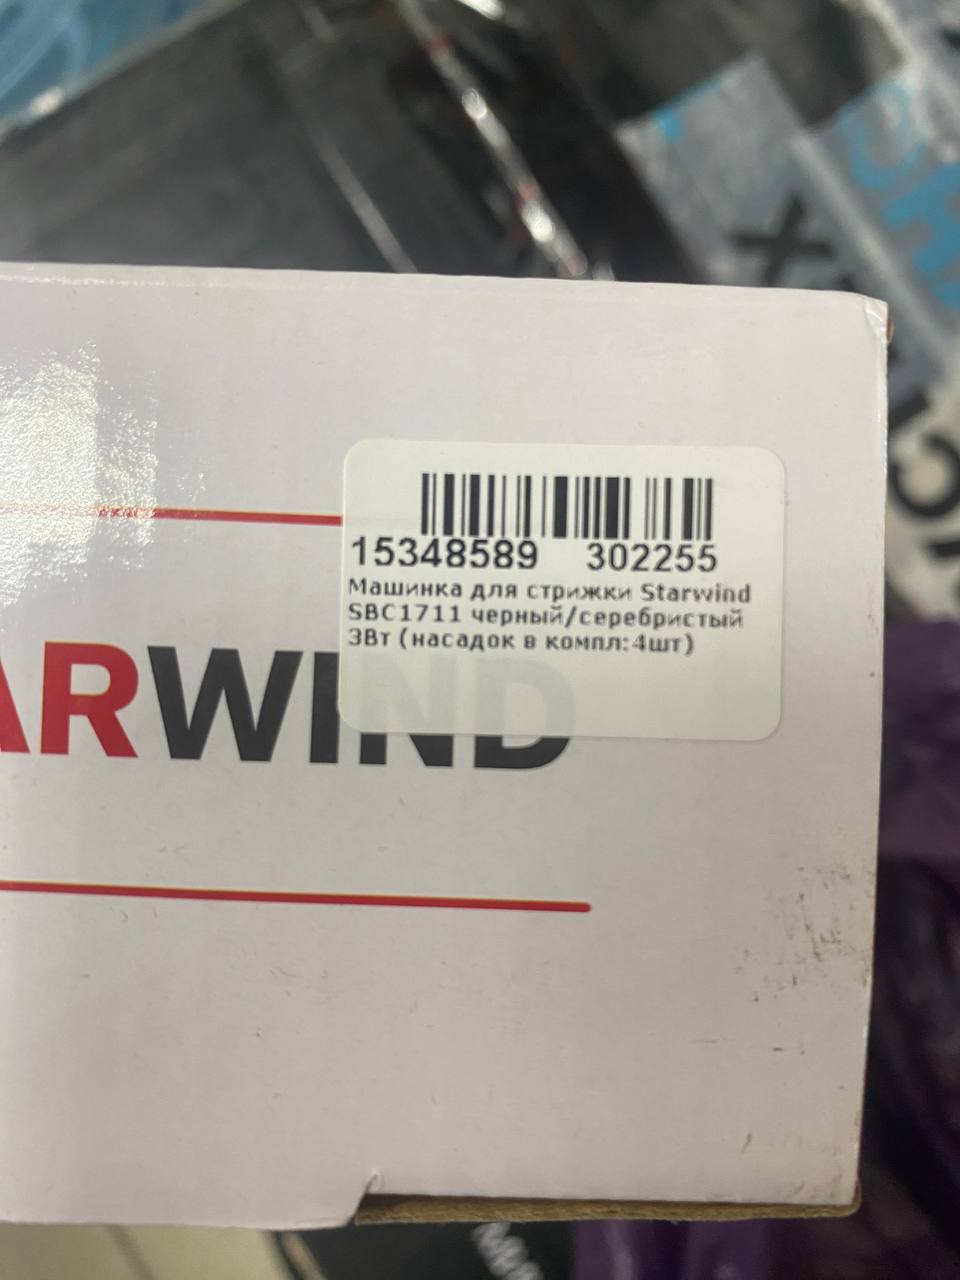 15348589 302255
Машинка для стрижки Starwind
SBC1711 черный/серебристый
3Вт (насадок в компл:4шт)
ARWIND